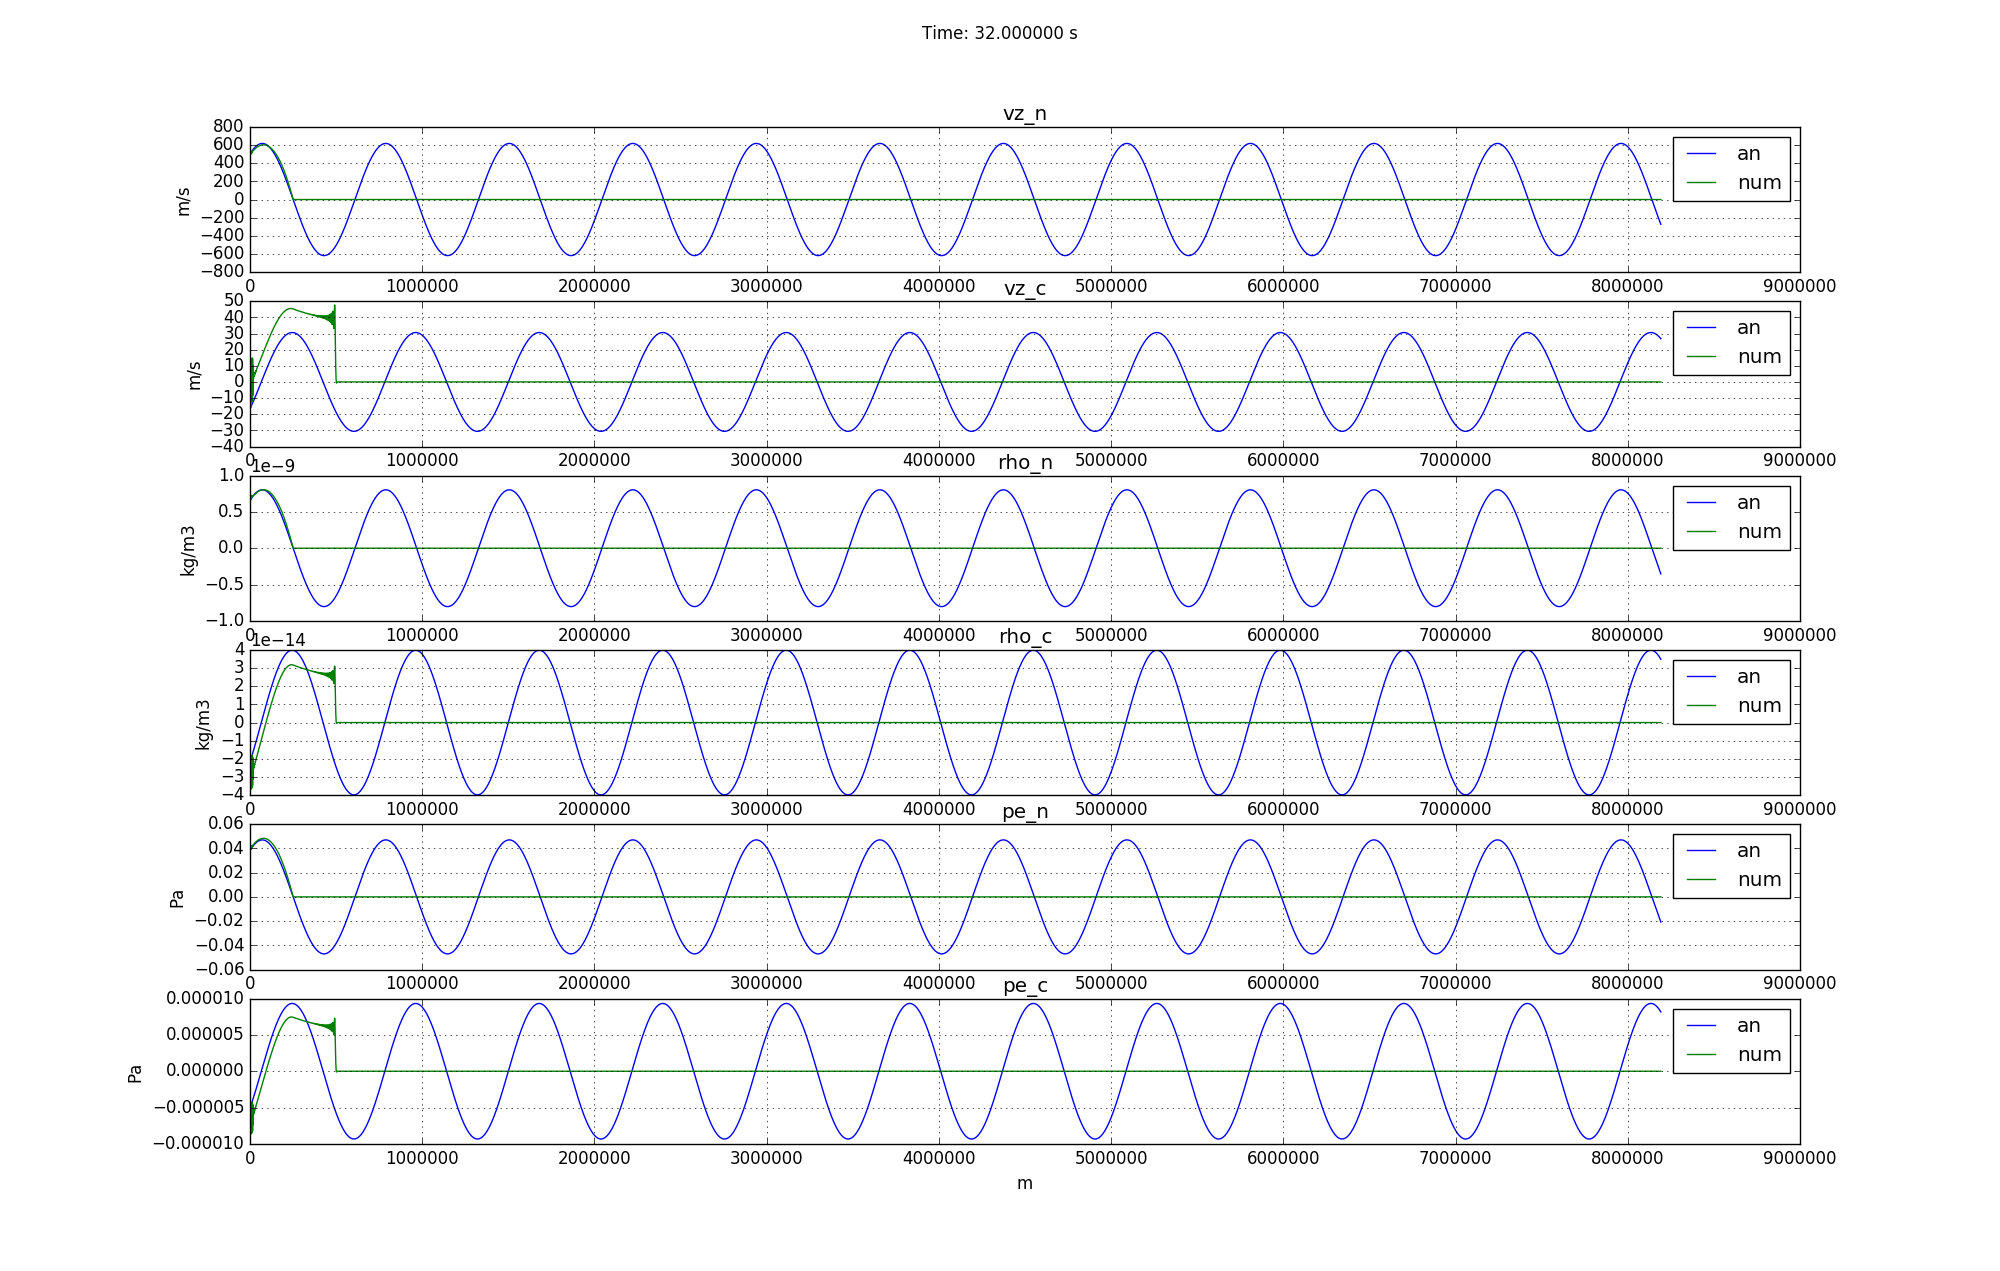 Time: 32.000000 s
vz_n
800
600
400
200
0
−200
−400
−600
−800
m/s
an
num
0 1000000 2000000 3000000 4000000 5000000 6000000 7000000 8000000 9000000
vz_c
50
40
30
20
10
0
−10
−20
−30
−40
m/s
an
num
0 1000000 2000000 3000000 4000000 5000000 6000000 7000000 8000000 9000000
1e−9
rho_n
1.0
0.5
0.0
−0.5
−1.0
kg/m3
an
num
0 1000000 2000000 3000000 4000000 5000000 6000000 7000000 8000000 9000000
1e−14
rho_c
4
3
2
1
0
−1
−2
−3
−4
kg/m3
an
num
0 1000000 2000000 3000000 4000000 5000000 6000000 7000000 8000000 9000000
pe_n
0.06
0.04
0.02
0.00
−0.02
−0.04
−0.06
Pa
an
num
0 1000000 2000000 3000000 4000000 5000000 6000000 7000000 8000000 9000000
pe_c
0.000010
0.000005
0.000000
−0.000005
−0.000010
Pa
an
num
0 1000000 2000000 3000000 4000000 5000000 6000000 7000000 8000000 9000000
m